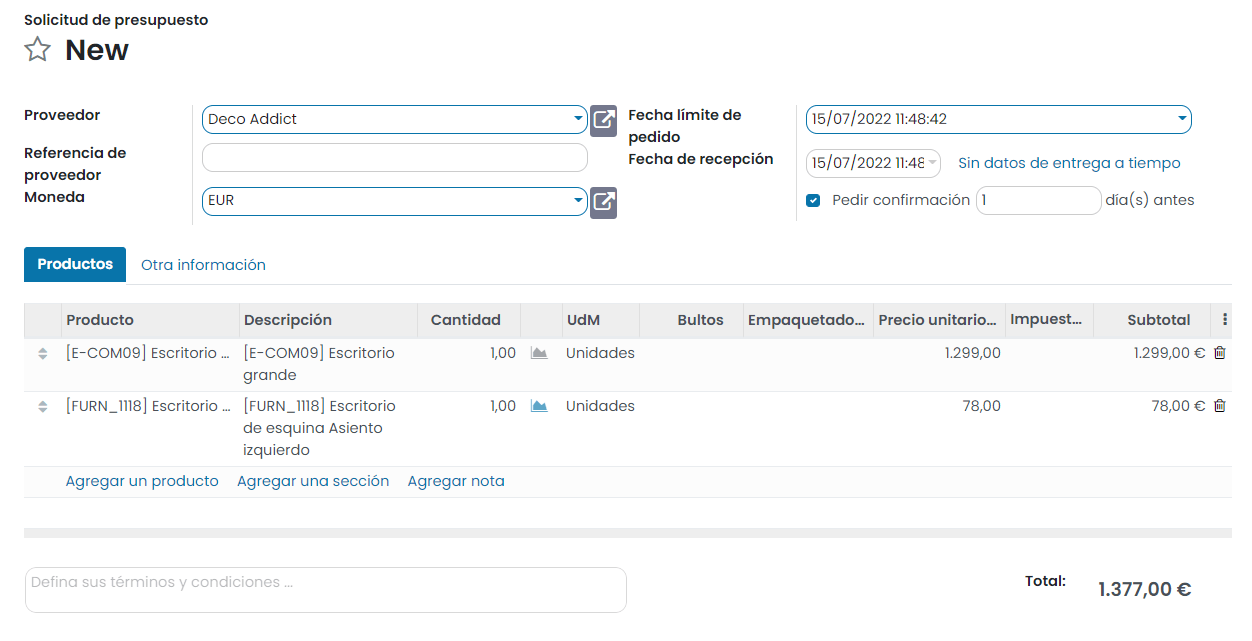 Solicitud de presupuesto
New
Proveedor
Deco Addict
Referencia de
proveedor
Moneda
EUR
Fecha límite de
pedido
15/07/2022 11:48:42
Fecha de recepción
15/07/2022 11:48
Sin datos de entrega a tiempo
Pedir confirmación 1 día(s) antes
Productos Otra información
Producto Descripción Cantidad UdM Bultos Empaquetado... Precio unitario... Impuest... Subtotal
[E-COM09] Escritorio ... [E-COM09] Escritorio 1,00 Unidades 1.299,00 1.299,00 €
grande
[FURN_1118] Escritorio ... [FURN_1118] Escritorio 1,00 Unidades 78,00 78,00 €
de esquina Asiento
izquierdo
Agregar un producto Agregar una sección Agregar nota
Defina sus términos y condiciones ...
Total: 1.377,00 €